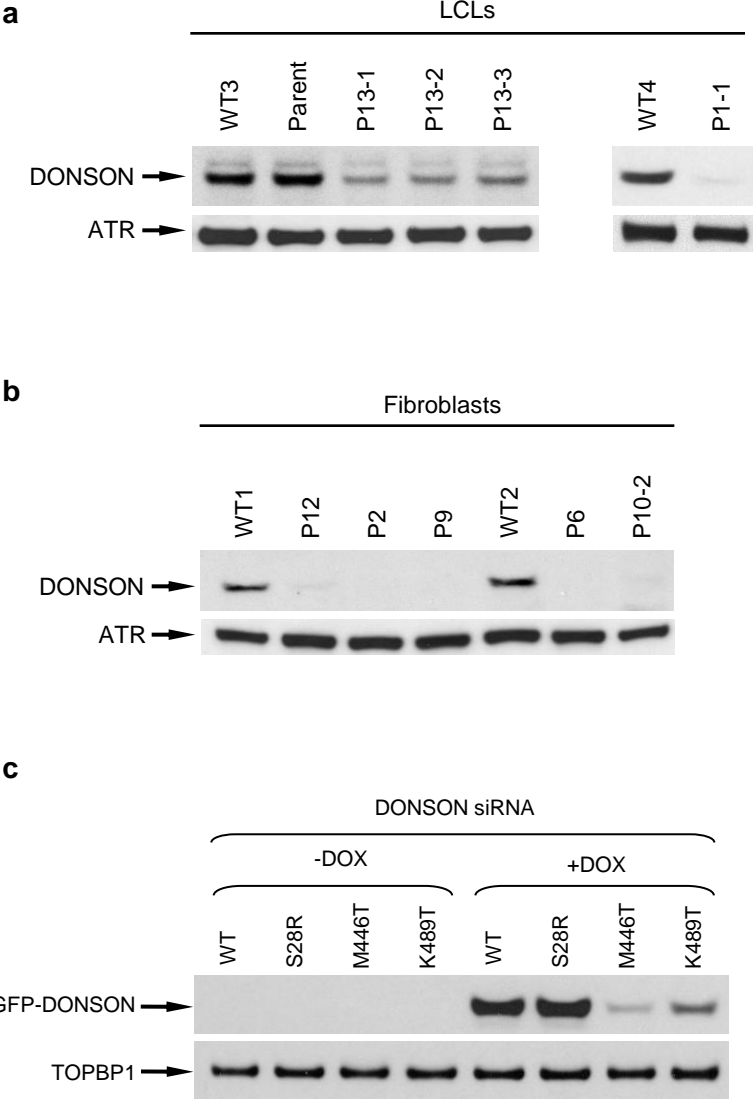 a
LCLs
WT3 Parent P13-1 P13-2 P13-3 WT4 P1-1
DONSON
ATR
b
Fibroblasts
WT1 P12 P2 P9 WT2 P6 P10-2
DONSON
ATR
c
DONSON siRNA
-DOX +DOX
WT S28R M446T K489T WT S28R M446T K489T
GFP-DONSON
TOPBP1